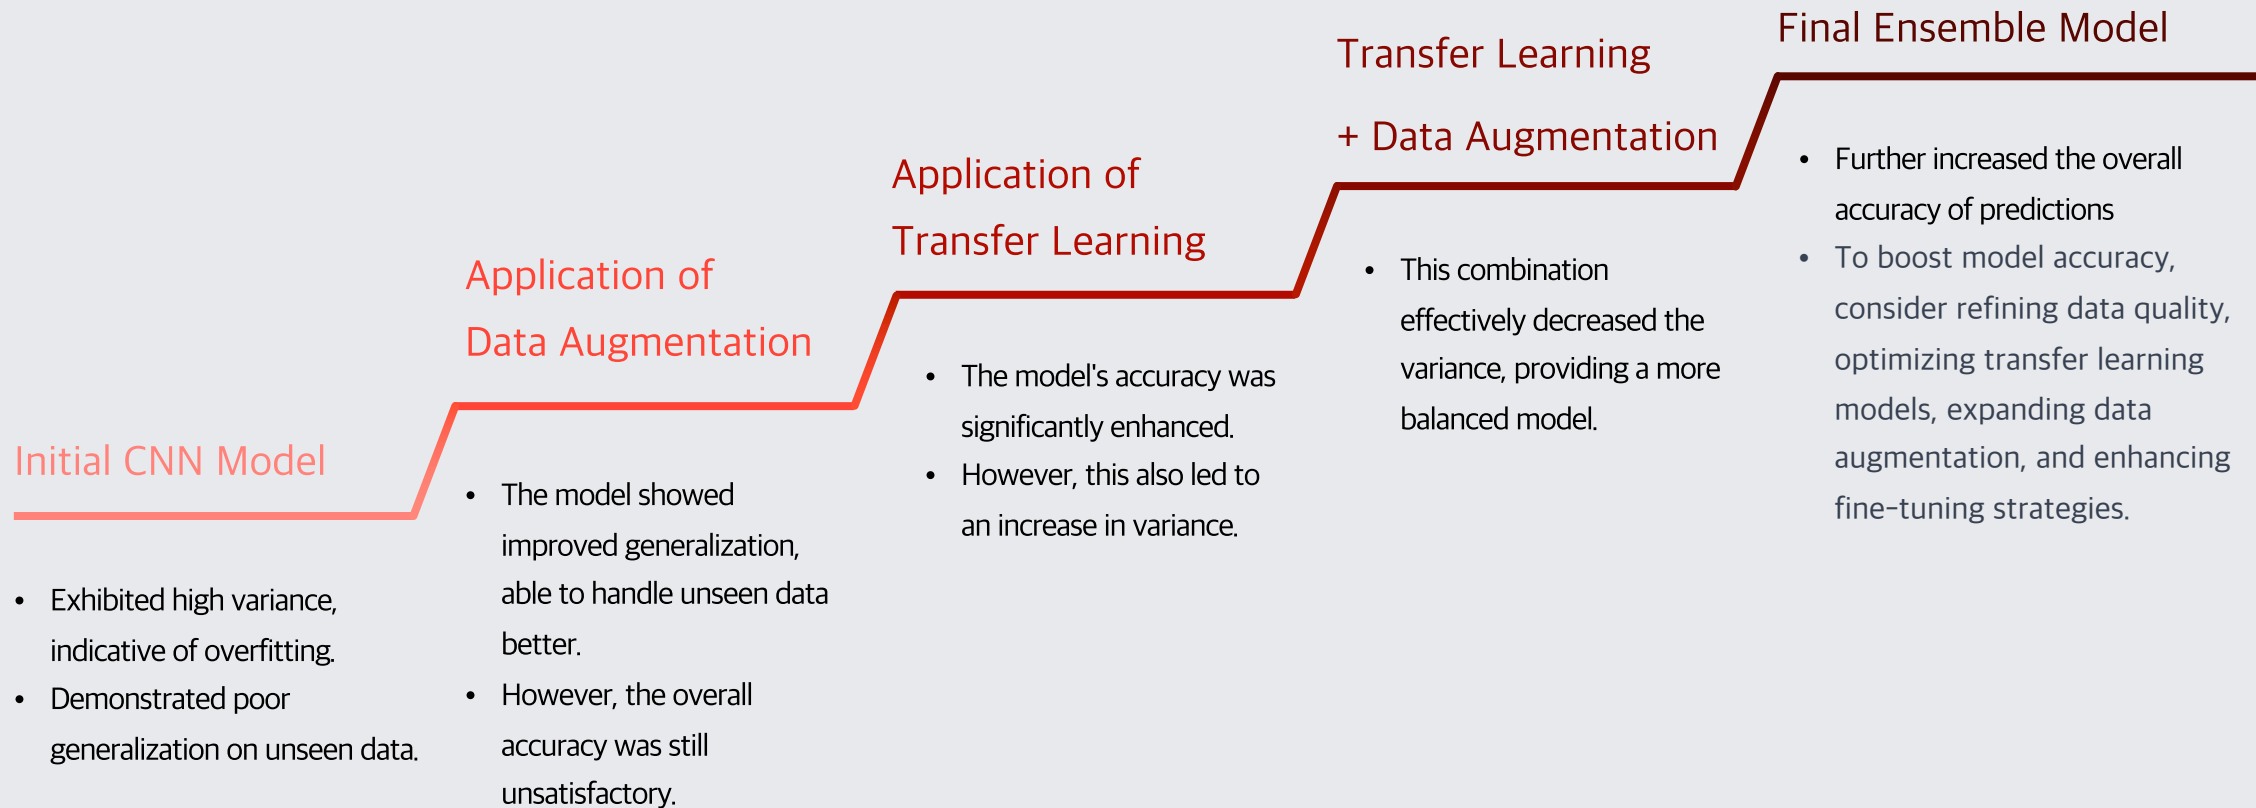 Initial CNN Model
• Exhibited high variance,
indicative of overfitting.
• Demonstrated poor
generalization on unseen data.
Application of
Data Augmentation
• The model showed
improved generalization,
able to handle unseen data
better.
• However, the overall
accuracy was still
unsatisfactory.
Application of
Transfer Learning
• The model's accuracy was
significantly enhanced.
• However, this also led to
an increase in variance.
Transfer Learning
+ Data Augmentation
• This combination
effectively decreased the
variance, providing a more
balanced model.
Final Ensemble Model
• Further increased the overall
accuracy of predictions
• To boost model accuracy,
consider refining data quality,
optimizing transfer learning
models, expanding data
augmentation, and enhancing
fine-tuning strategies.